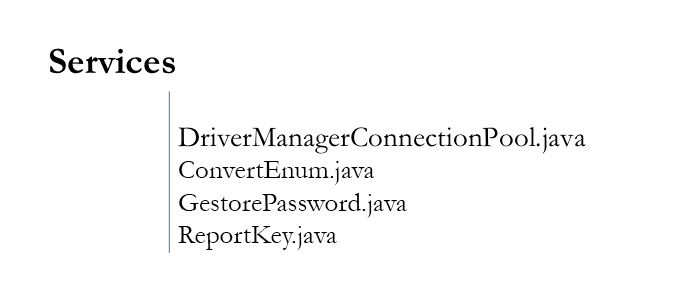 Services
DriverManagerConnectionPool.java
ConvertEnum.java
GestorePassword.java
ReportKey.java